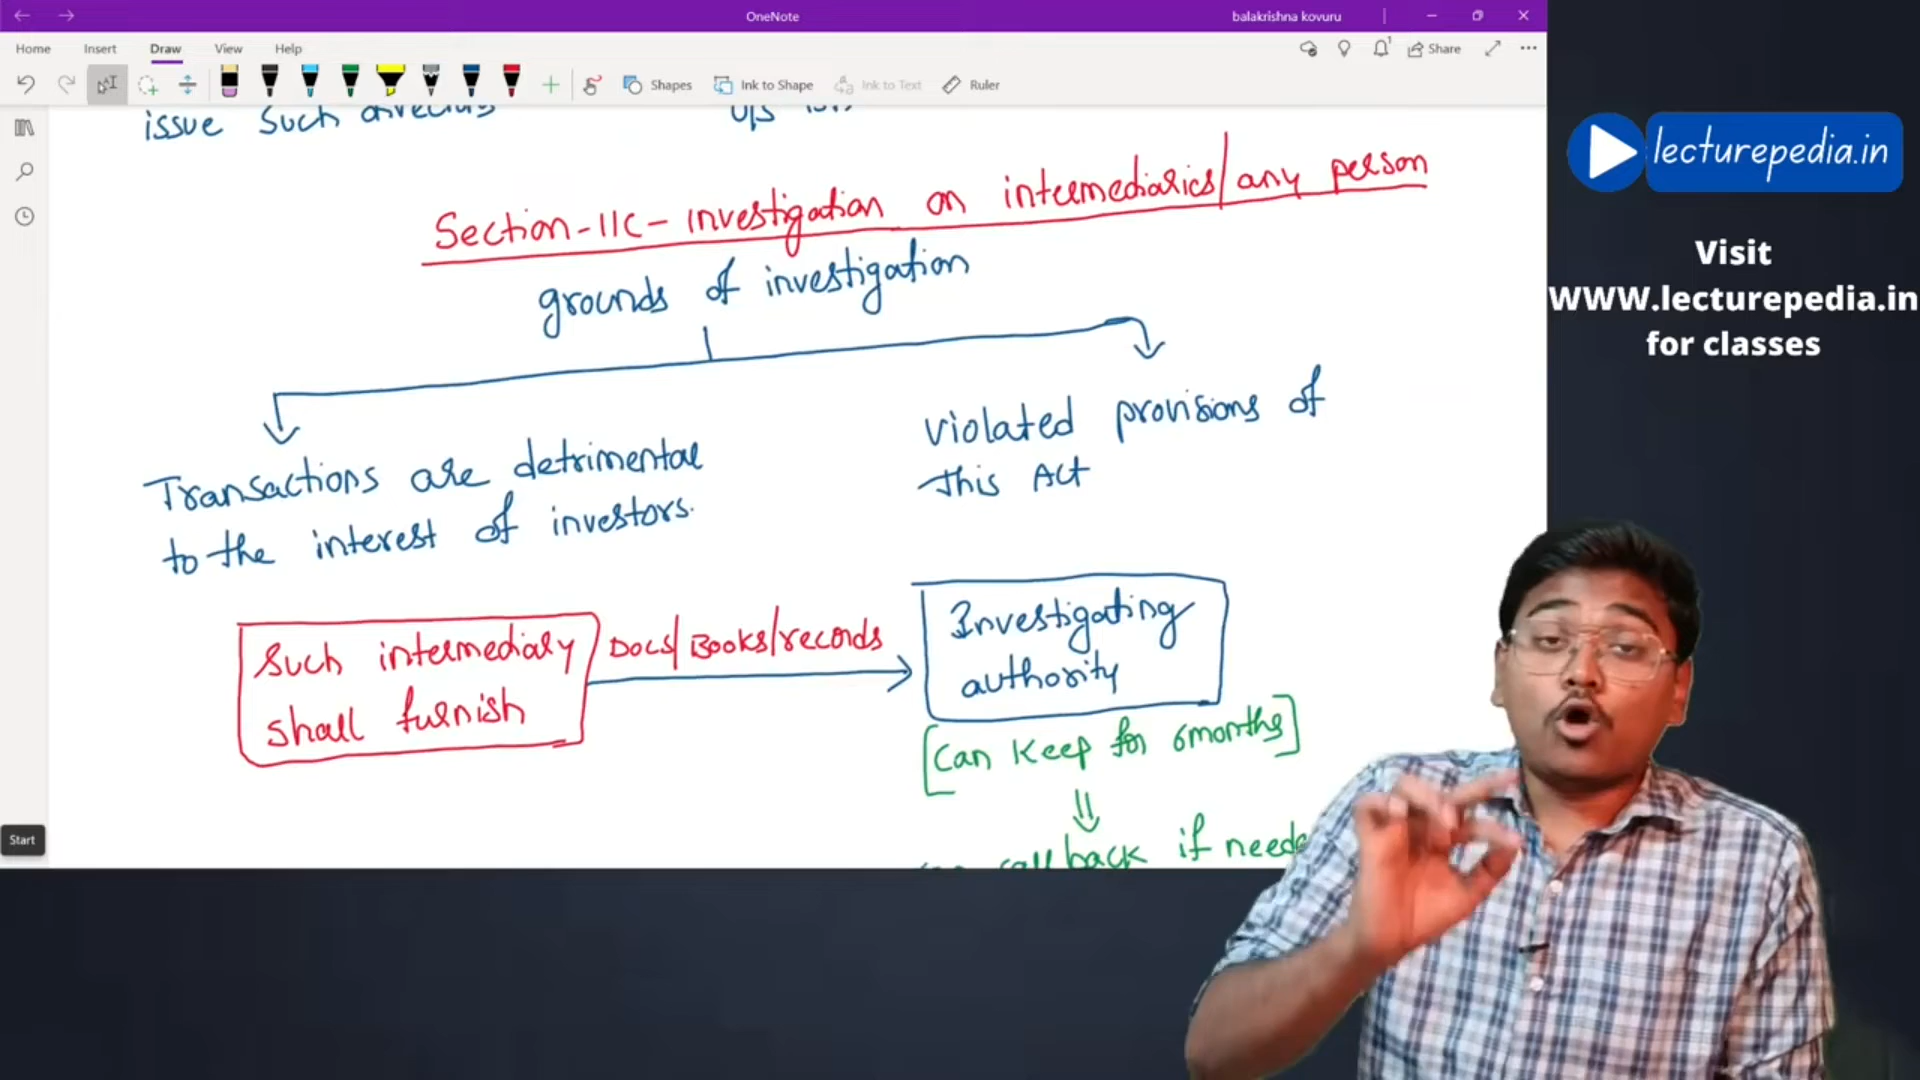 OneNote
balakrishna kovuru
Home Insert Draw View Help
1
Share
Shapes
Ink to Shape
Ink to Text
Ruler
issue such
Section-11C - investigation on intermediaries/any person
grounds of investigation
Transactions are detrimental
to the interest of investors.
violated provisions of
this Act
Such intermediary
shall furnish
Docs/Books/records
Investigating
authority
[can keep for 6months]
call back if neede
Start
lecturepedia.in
Visit
WWW.lecturepedia.in
for classes